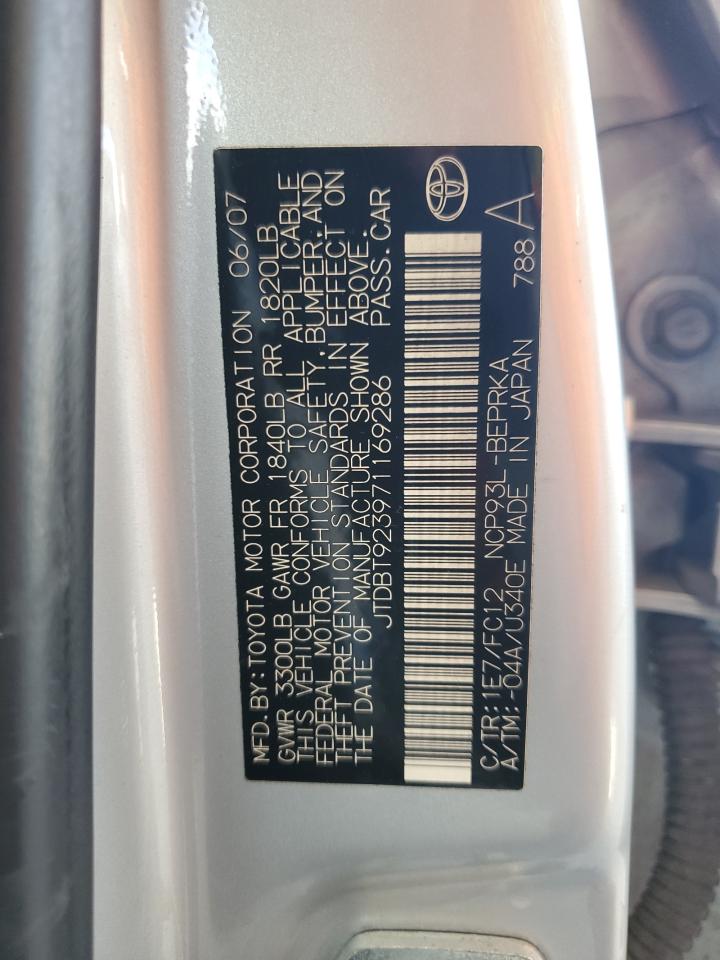 MFD. BY: TOYOTA MOTOR CORPORATION 06/07
GVWR 3300LB GAWR FR 1840LB RR 1820LB
THIS VEHICLE CONFORMS TO ALL APPLICABLE
FEDERAL MOTOR VEHICLE SAFETY, BUMPER, AND
THEFT PREVENTION STANDARDS IN EFFECT ON
THE DATE OF MANUFACTURE SHOWN ABOVE.
JTDBT923971169286 PASS. CAR
C/TR: 1E7/FC12 NCP93L -BEPRKA
A/TM: -04A/U340E MADE IN JAPAN 788 A